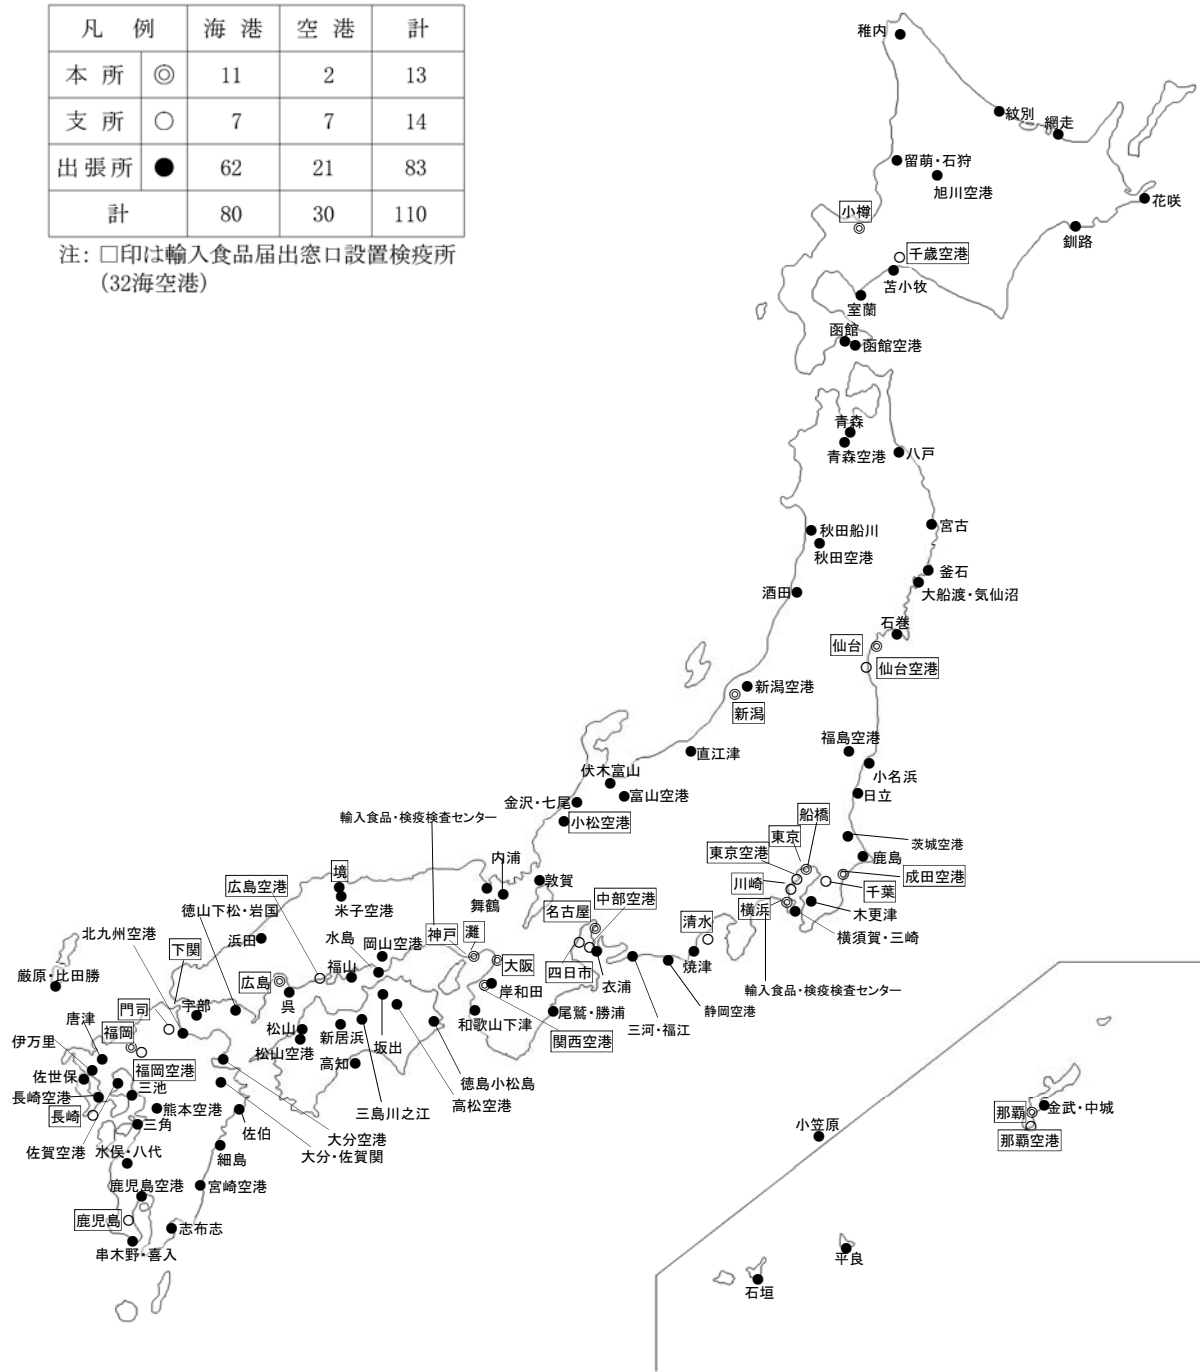 凡 例 海 港 空 港 計
本 所 ◎ 11 2 13
支 所 ○ 7 7 14
出 張 所 ● 62 21 83
計 80 30 110
注：□印は輸入食品届出窓口設置検疫所
（32海空港）
稚内
紋別
網走
留萌・石狩
旭川空港
花咲
小樽
釧路
千歳空港
苫小牧
室蘭
函館
函館空港
青森
青森空港
八戸
宮古
秋田船川
秋田空港
釜石
大船渡・気仙沼
酒田
石巻
仙台
仙台空港
新潟空港
新潟
福島空港
直江津
小名浜
伏木富山
富山空港
日立
金沢・七尾
小松空港
船橋
輸入食品・検疫検査センター
東京
茨城空港
東京空港
鹿島
内浦
境
敦賀
川崎
成田空港
千葉
広島空港
舞鶴
米子空港
中部空港
横浜
木更津
徳山下松・岩国
名古屋
清水
横須賀・三崎
北九州空港
浜田
水島
岡山空港
神戸
灘
下関
大阪
四日市
焼津
厳原・比田勝
広島
福山
岸和田
衣浦
輸入食品・検疫検査センター
静岡空港
宇部
呉
門司
和歌山下津
尾鷲・勝浦
三河・福江
唐津
福岡
松山
新居浜
関西空港
伊万里
松山空港
坂出
福岡空港
高知
佐世保
徳島小松島
長崎空港
三池
高松空港
長崎
熊本空港
三島川之江
三角
佐伯
大分空港
佐賀空港
水俣・八代
大分・佐賀関
細島
鹿児島空港
宮崎空港
鹿児島
志布志
串木野・喜入
那覇
金武・中城
那覇空港
小笠原
平良
石垣